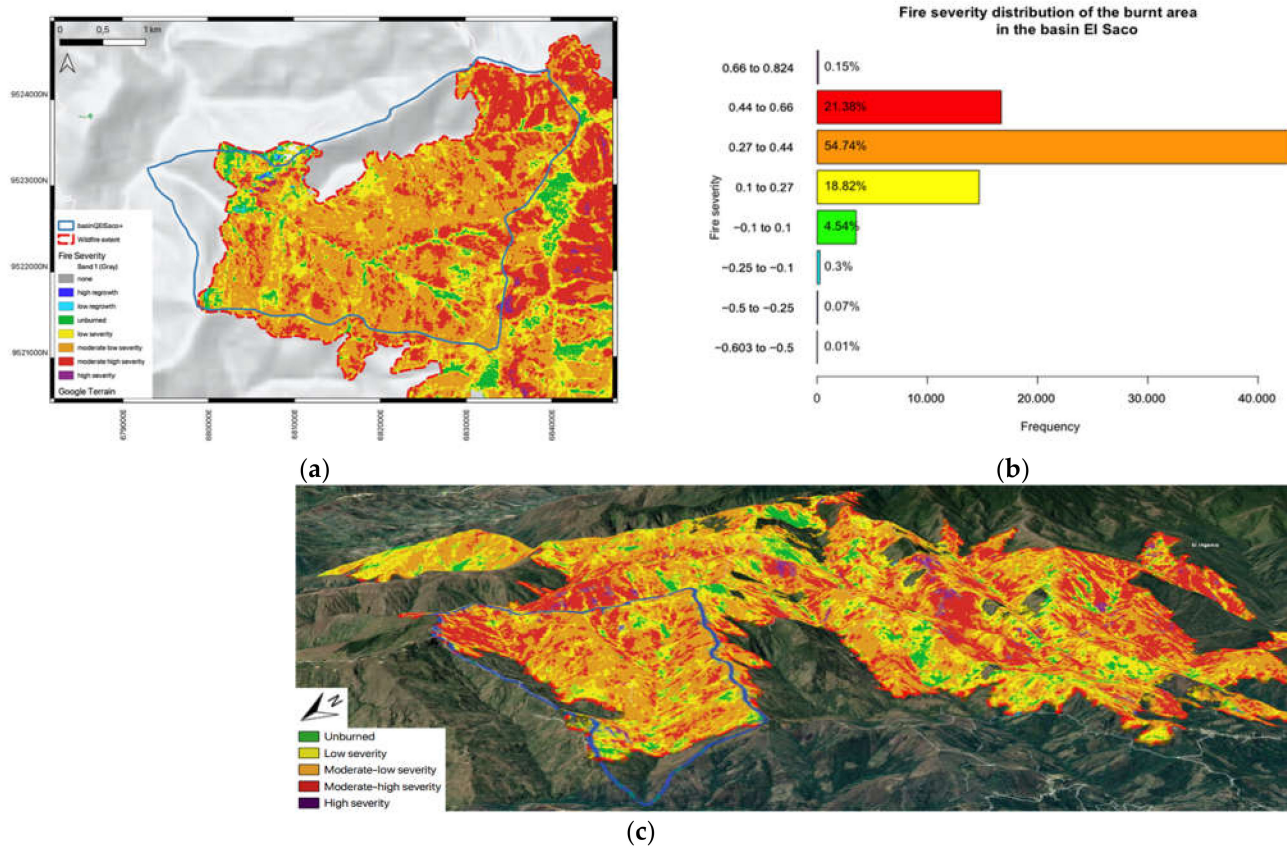 0
0,5
1 km
9524000N
9523000N
9522000N
9521000N
basinQElSaco+
Wildfire extent
Fire Severity
Band 1 (Gray)
none
high regrowth
low regrowth
unburned
low severity
moderate low severity
moderate high severity
high severity
Google Terrain
679000E
680000E
681000E
682000E
683000E
684000E
(a)
Fire severity distribution of the burnt area
in the basin El Saco
Fire severity
0.66 to 0.824
0.15%
0.44 to 0.66
21.38%
0.27 to 0.44
54.74%
0.1 to 0.27
18.82%
−0.1 to 0.1
4.54%
−0.25 to −0.1
0.3%
−0.5 to −0.25
0.07%
−0.603 to −0.5
0.01%
0
10.000
20.000
30.000
40.000
Frequency
(b)
N
Unburned
Low severity
Moderate-low severity
Moderate-high severity
High severity
(c)